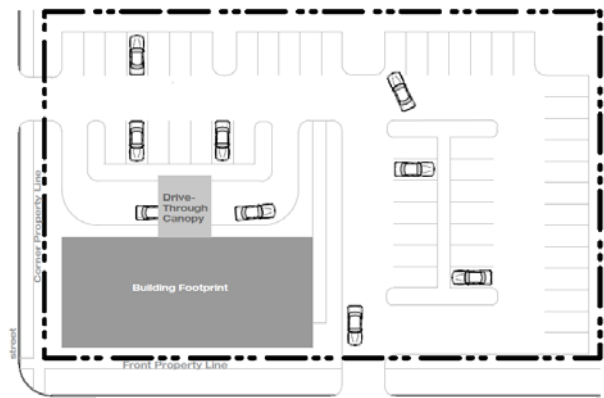 Corner Property Line
Drive-
Through
Canopy
Building Footprint
street
Front Property Line